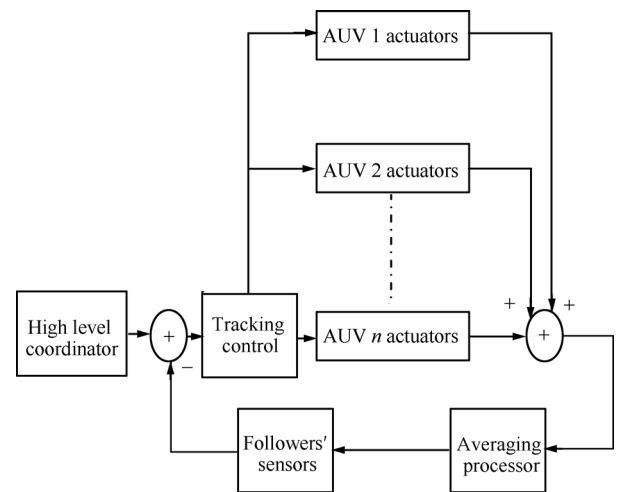 AUV 1 actuators
AUV 2 actuators
High level
coordinator
+
−
Tracking
control
AUV n actuators
+
+
+
Followers'
sensors
Averaging
processor